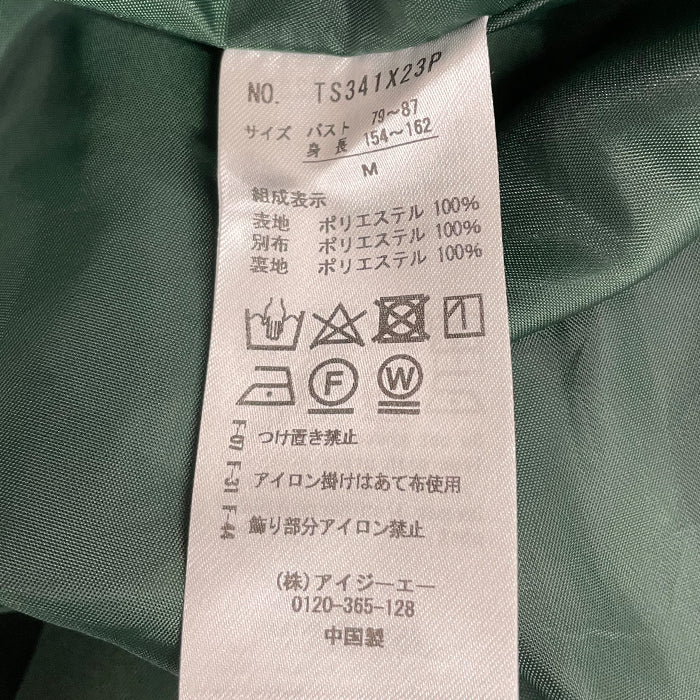 NO. TS341X23P
サイズ バスト 79～87
身長 154～162
M
組成表示
表地 ポリエステル 100%
別布 ポリエステル 100%
裏地 ポリエステル 100%
F W
F-07 つけ置き禁止
F-31 アイロン掛けはあて布使用
F-44 飾り部分アイロン禁止
(株)アイジーエー
0120-365-128
中国製